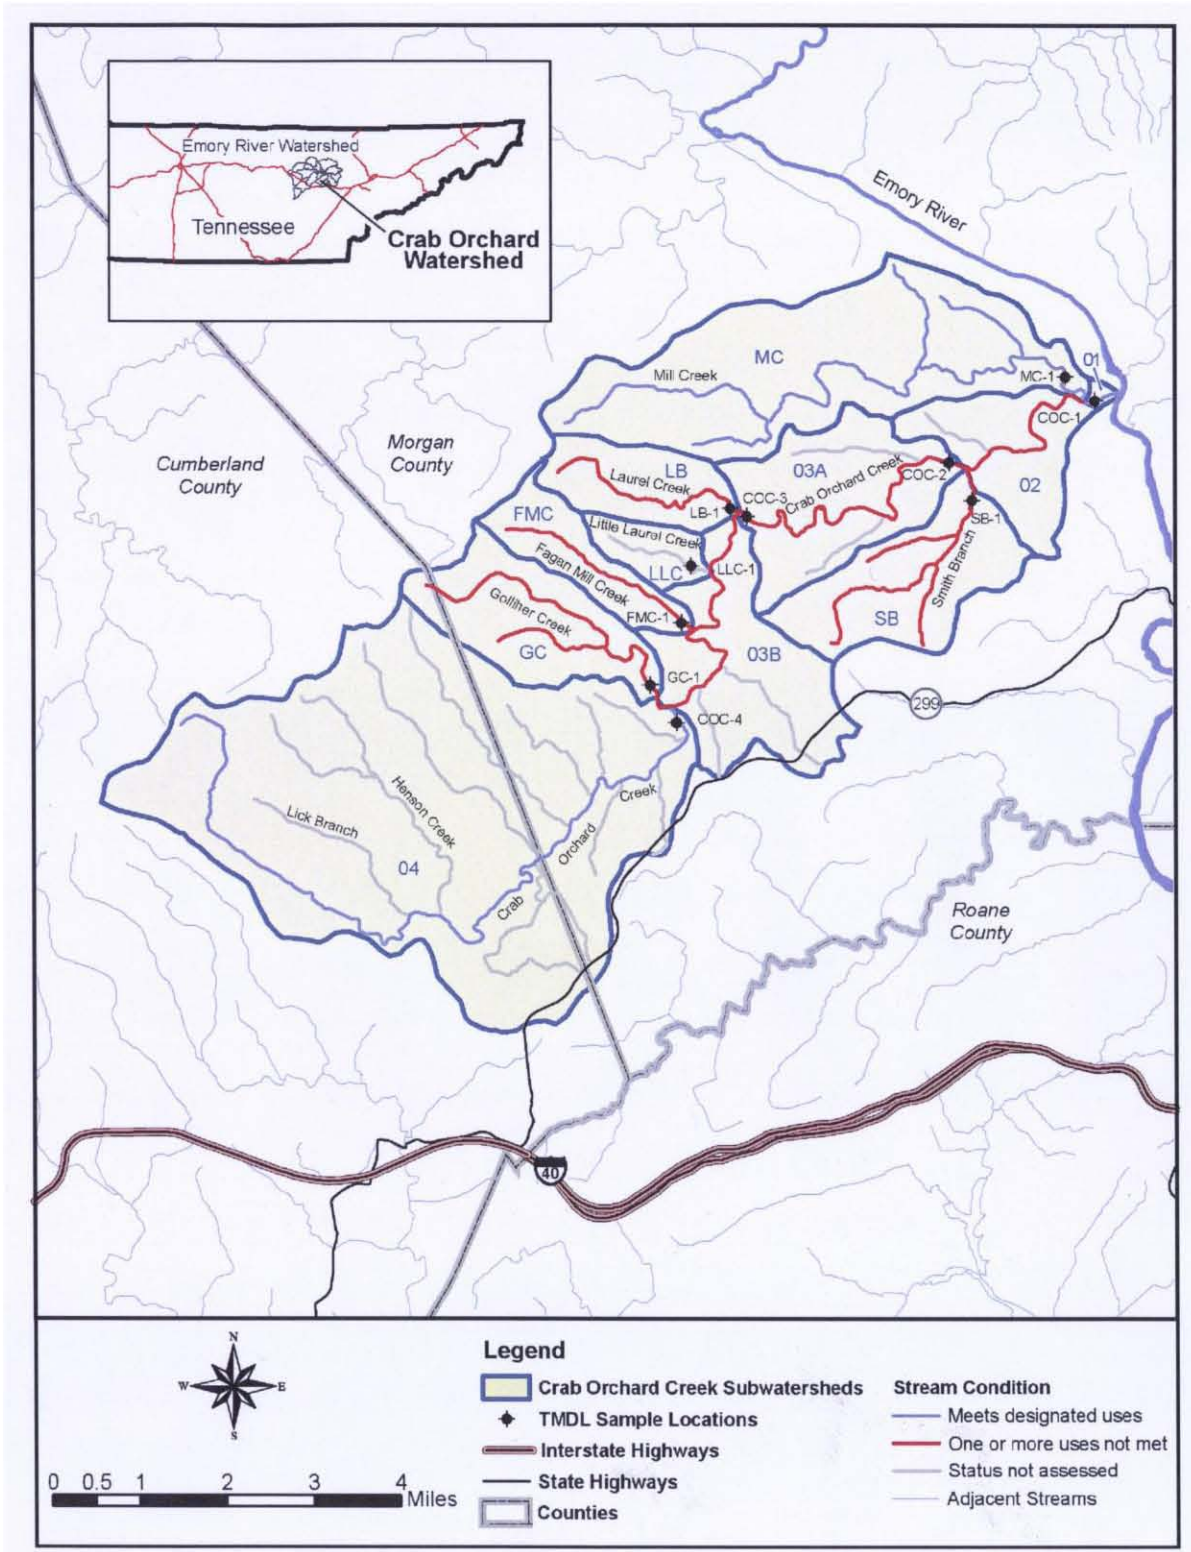 Emory River Watershed
Tennessee
Crab Orchard
Watershed
Emory River
MC
Mill Creek
MC-1
01
COC-1
Morgan
County
Cumberland
County
LB
Laurel Creek
03A
Crab Orchard Creek
COC-2
02
COC-3
LB-1
SB-1
FMC
Little Laurel Creek
LLC
LLC-1
Fagan Mill Creek
FMC-1
Smith Branch
SB
Golliher Creek
GC
03B
GC-1
COC-4
299
Henson Creek
Lick Branch
04
Crab
Orchard
Creek
Roane
County
40
N
W
E
S
0 0.5 1 2 3 4
Miles
Legend
Crab Orchard Creek Subwatersheds
TMDL Sample Locations
Interstate Highways
State Highways
Counties
Stream Condition
Meets designated uses
One or more uses not met
Status not assessed
Adjacent Streams